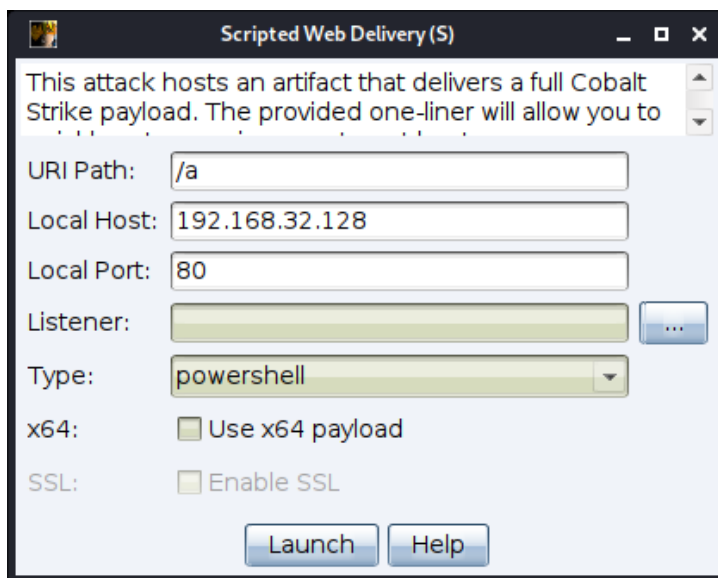 Scripted Web Delivery (S)
This attack hosts an artifact that delivers a full Cobalt
Strike payload. The provided one-liner will allow you to
URI Path: /a
Local Host: 192.168.32.128
Local Port: 80
Listener: ...
Type: powershell
x64: Use x64 payload
SSL: Enable SSL
Launch Help